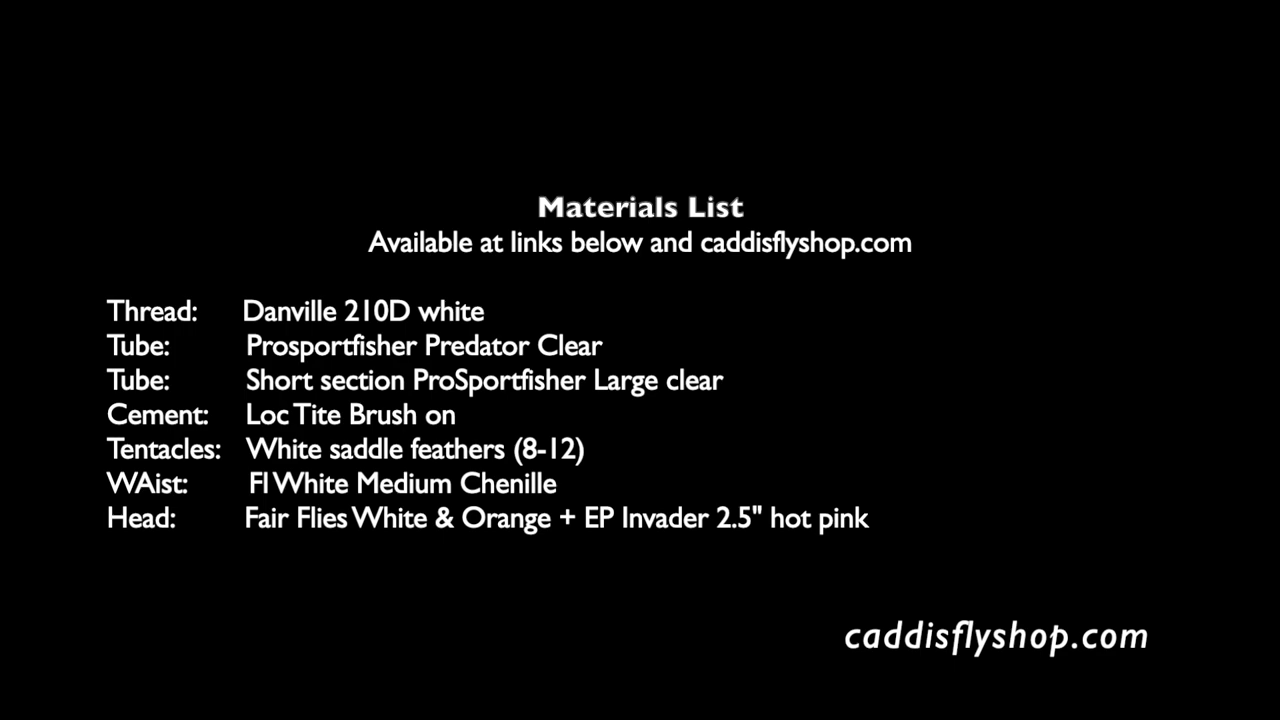 Materials List
Available at links below and caddisflyshop.com
Thread: Danville 210D white
Tube: Prosportfisher Predator Clear
Tube: Short section ProSportfisher Large clear
Cement: Loc Tite Brush on
Tentacles: White saddle feathers (8-12)
WAist: Fl White Medium Chenille
Head: Fair Flies White & Orange + EP Invader 2.5" hot pink
caddisflyshop.com